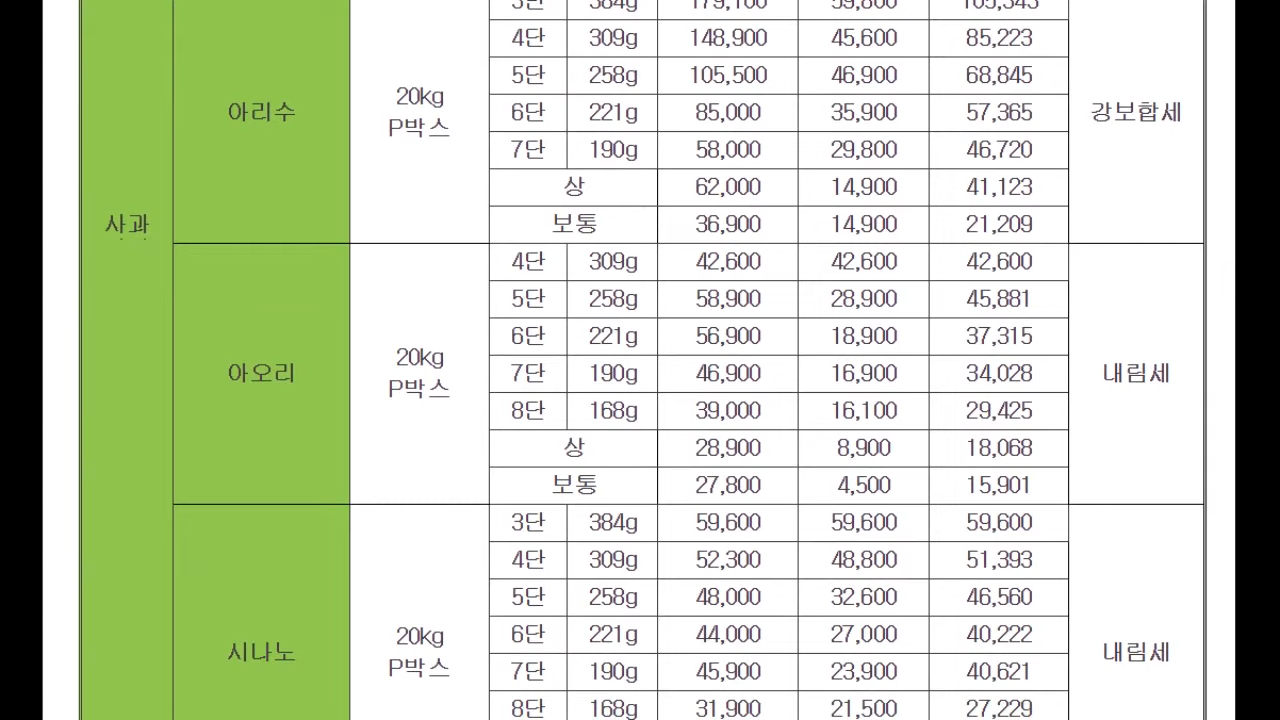 3단 384g 179,100 59,800 105,343
4단 309g 148,900 45,600 85,223
5단 258g 105,500 46,900 68,845
아리수 20kg P박스 6단 221g 85,000 35,900 57,365 강보합세
7단 190g 58,000 29,800 46,720
상 62,000 14,900 41,123
사과 보통 36,900 14,900 21,209
4단 309g 42,600 42,600 42,600
5단 258g 58,900 28,900 45,881
6단 221g 56,900 18,900 37,315
아오리 20kg P박스 7단 190g 46,900 16,900 34,028 내림세
8단 168g 39,000 16,100 29,425
상 28,900 8,900 18,068
보통 27,800 4,500 15,901
3단 384g 59,600 59,600 59,600
4단 309g 52,300 48,800 51,393
5단 258g 48,000 32,600 46,560
6단 221g 44,000 27,000 40,222
시나노 20kg P박스 7단 190g 45,900 23,900 40,621 내림세
8단 168g 31,900 21,500 27,229